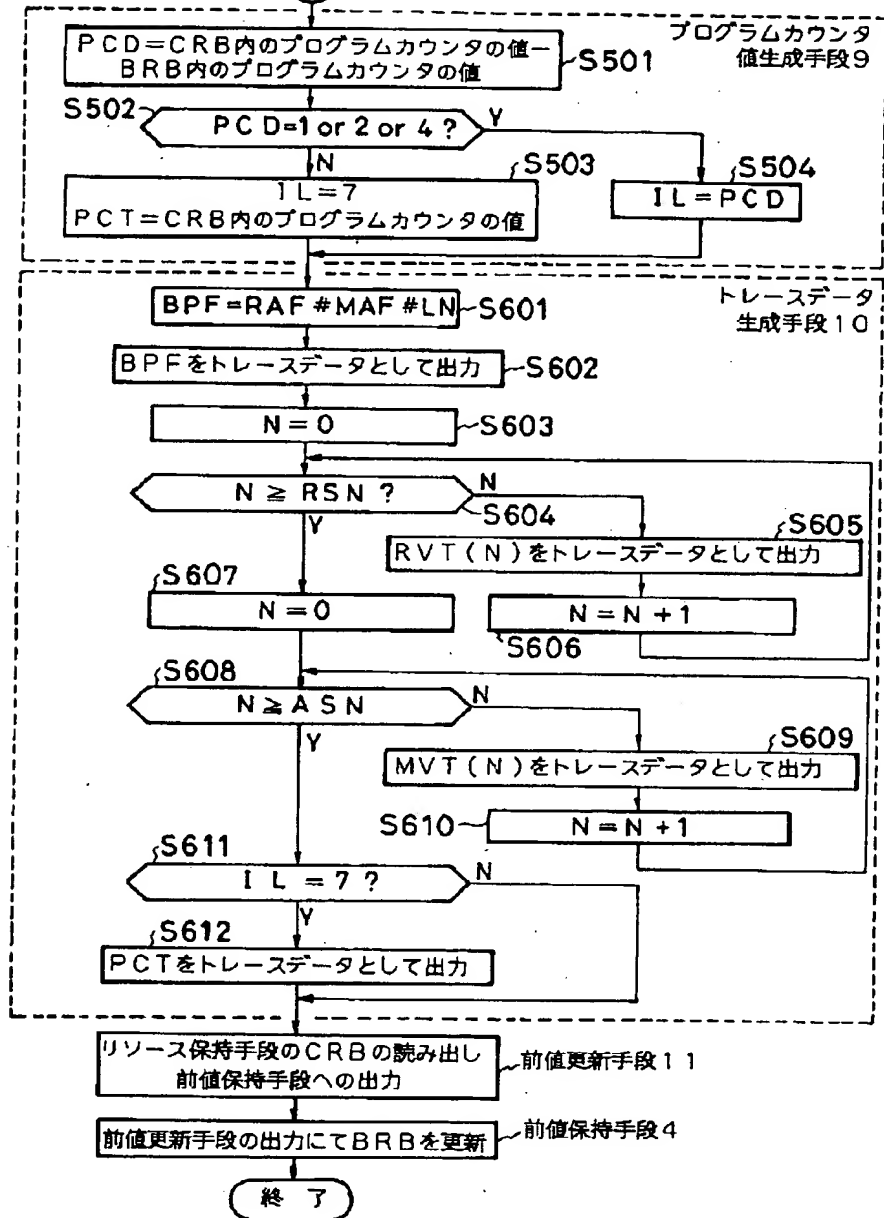 プログラムカウンタ
値生成手段9
PCD=CRB内のプログラムカウンタの値−
BRB内のプログラムカウンタの値
S501
S502
PCD=1 or 2 or 4 ?
Y
N
S503
IL=7
PCT=CRB内のプログラムカウンタの値
S504
IL=PCD
トレースデータ
生成手段10
BPF=RAF#MAF#LN
S601
BPFをトレースデータとして出力
S602
N=0
S603
N≧RSN?
N
S604
Y
S605
RVT(N)をトレースデータとして出力
S607
N=0
N=N+1
S606
S608
N≧ASN
N
Y
S609
MVT(N)をトレースデータとして出力
S610
N=N+1
S611
IL=7?
N
Y
S612
PCTをトレースデータとして出力
リソース保持手段のCRBの読み出し
前値保持手段への出力
前値更新手段11
前値更新手段の出力にてBRBを更新
前値保持手段4
終了